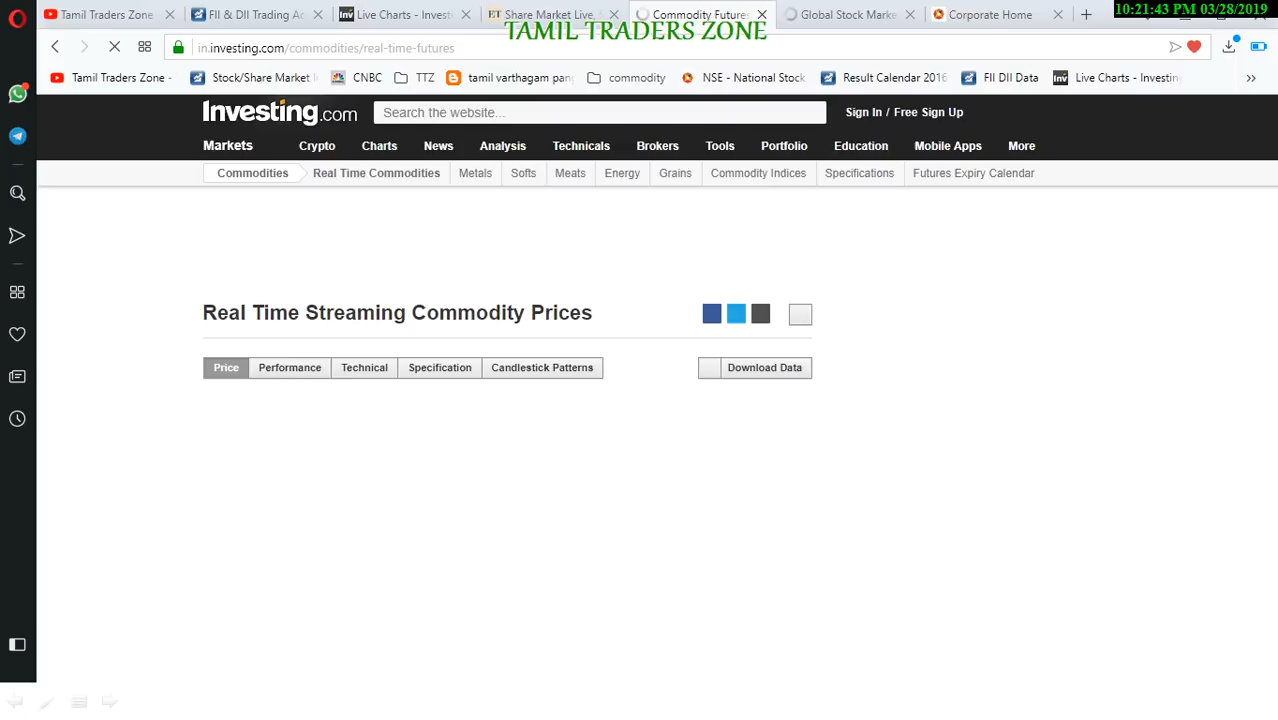 Tamil Traders Zone
FII & DII Trading Ac
Live Charts - Investi
Share Market Live,
Commodity Futures
Global Stock Marke
Corporate Home
10:21:43 PM 03/28/2019
TAMIL TRADERS ZONE
in.investing.com/commodities/real-time-futures
Tamil Traders Zone -
Stock/Share Market I
CNBC
TTZ
tamil varthagam pan
commodity
NSE - National Stock
Result Calendar 2016
FII DII Data
Inv
Live Charts - Investin
Investing.com
Search the website...
Sign In / Free Sign Up
Markets
Crypto
Charts
News
Analysis
Technicals
Brokers
Tools
Portfolio
Education
Mobile Apps
More
Commodities
Real Time Commodities
Metals
Softs
Meats
Energy
Grains
Commodity Indices
Specifications
Futures Expiry Calendar
Real Time Streaming Commodity Prices
Price
Performance
Technical
Specification
Candlestick Patterns
Download Data